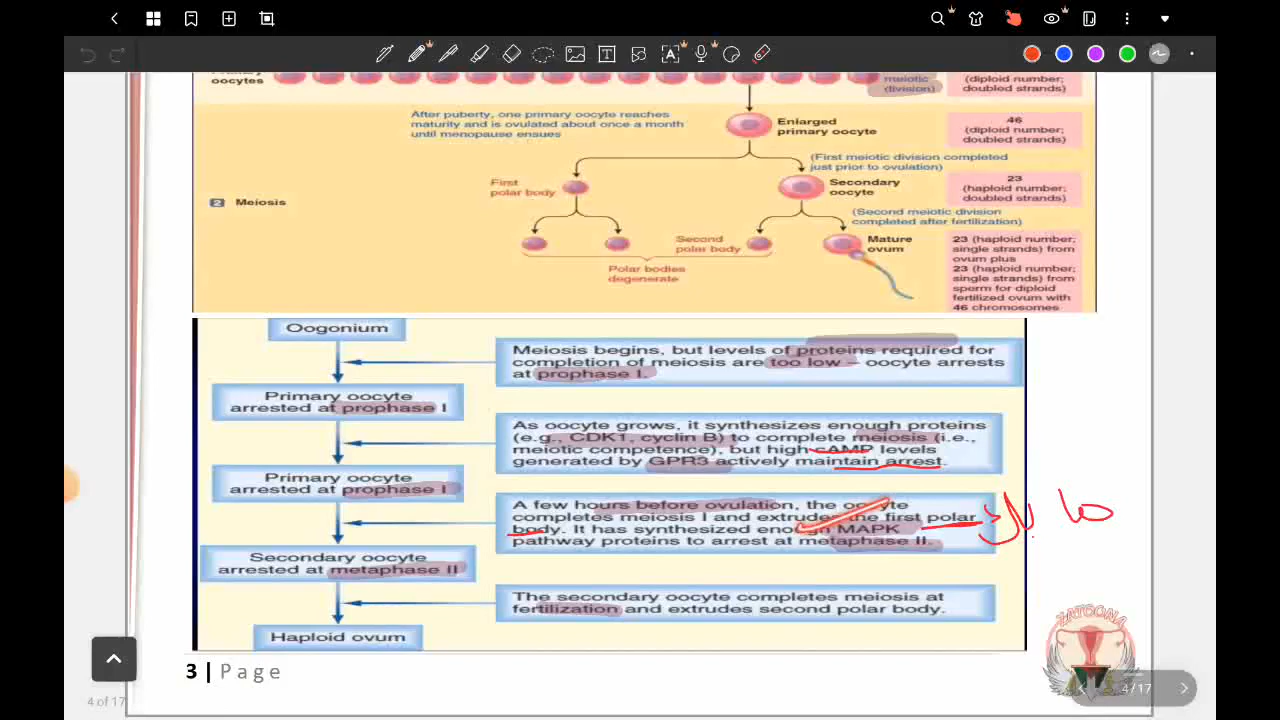 oocytes
meiotic
division)
(diploid number;
doubled strands)
After puberty, one primary oocyte reaches
maturity and is ovulated about once a month
until menopause ensues
Enlarged
primary oocyte
46
(diploid number;
doubled strands)
(First meiotic division completed
just prior to ovulation)
First
polar body
Secondary
oocyte
23
(haploid number;
doubled strands)
2 Meiosis
(Second meiotic division
completed after fertilization)
Second
polar body
Mature
ovum
Polar bodies
degenerate
23 (haploid number;
single strands) from
ovum plus
23 (haploid number;
single strands) from
sperm for diploid
fertilized ovum with
46 chromosomes
Oogonium
Meiosis begins, but levels of proteins required for
completion of meiosis are too low – oocyte arrests
at prophase I.
Primary oocyte
arrested at prophase I
As oocyte grows, it synthesizes enough proteins
(e.g., CDK1, cyclin B) to complete meiosis (i.e.,
meiotic competence), but high cAMP levels
generated by GPR3 actively maintain arrest.
Primary oocyte
arrested at prophase I
A few hours before ovulation, the oocyte
completes meiosis I and extrudes the first polar
body. It has synthesized enough MAPK
pathway proteins to arrest at metaphase II.
Secondary oocyte
arrested at metaphase II
The secondary oocyte completes meiosis at
fertilization and extrudes second polar body.
Haploid ovum
3 | Page
ZATOONA
4 of 17
4/17